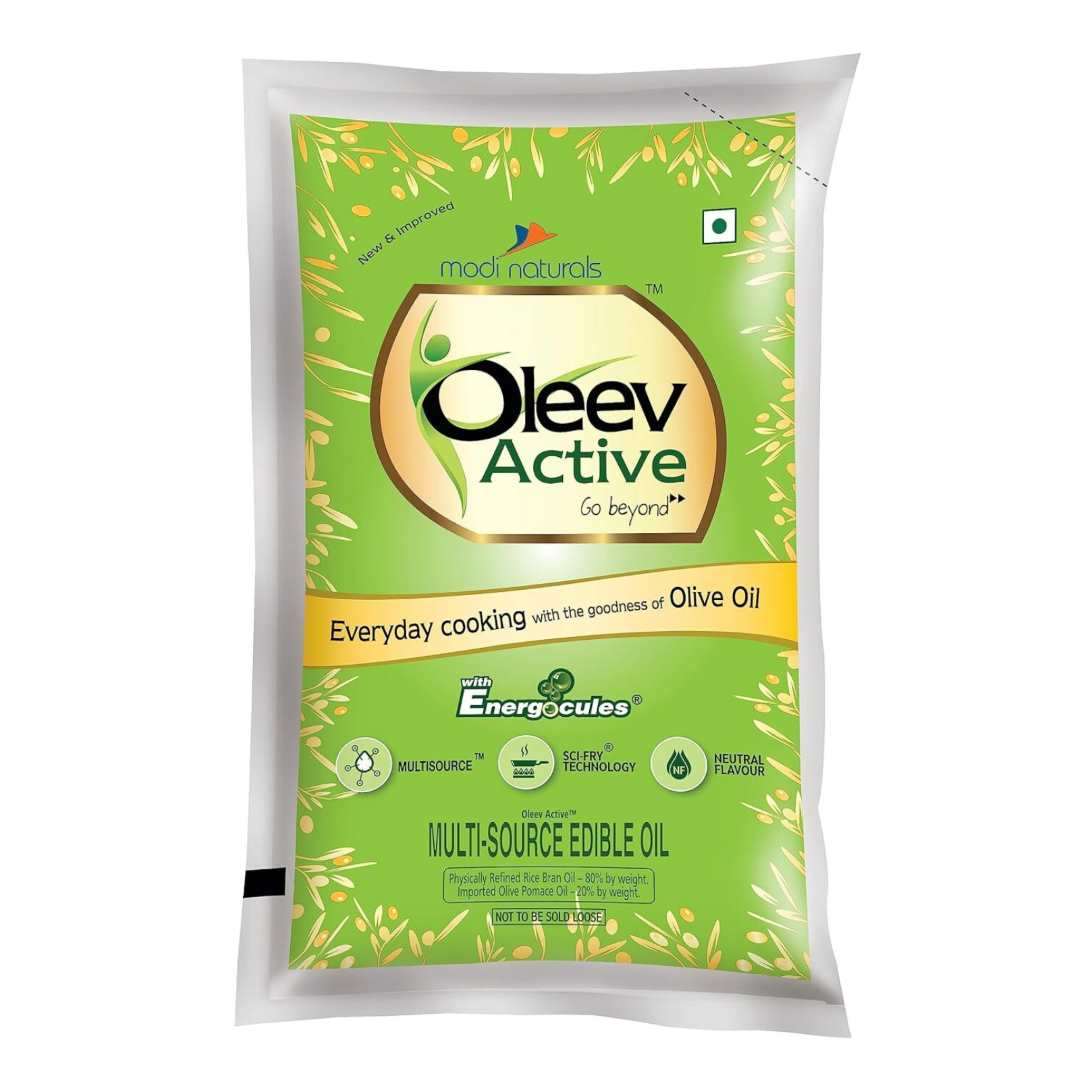 New & Improved
modi naturals
TM
Oleev
Active
Go beyond
Everyday cooking with the goodness of Olive Oil
with
Energocules®
MULTISOURCE™
SCI-FRY®
TECHNOLOGY
NF
NEUTRAL
FLAVOUR
Oleev Active™
MULTI-SOURCE EDIBLE OIL
Physically Refined Rice Bran Oil – 80% by weight.
Imported Olive Pomace Oil – 20% by weight.
NOT TO BE SOLD LOOSE